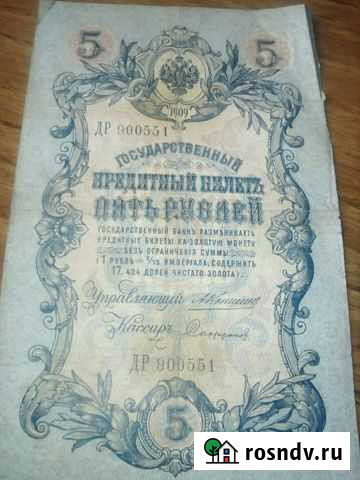 5 5
1909
ДР 900551
ГОСУДАРСТВЕННЫЙ
КРЕДИТНЫЙ БИЛЕТЪ
ПЯТЬ РУБЛЕЙ
ГОСУДАРСТВЕННЫЙ БАНКЪ РАЗМѢНИВАЕТЪ
КРЕДИТНЫЕ БИЛЕТЫ НА ЗОЛОТУЮ МОНЕТУ
БЕЗЪ ОГРАНИЧЕНІЯ СУММЫ
(1 РУБЛЬ = 1/15 ИМПЕРІАЛА, СОДЕРЖИТЪ
17,424 ДОЛЕЙ ЧИСТАГО ЗОЛОТА).
Управляющій
Кассиръ
ДР 900551
5
rosndv.ru